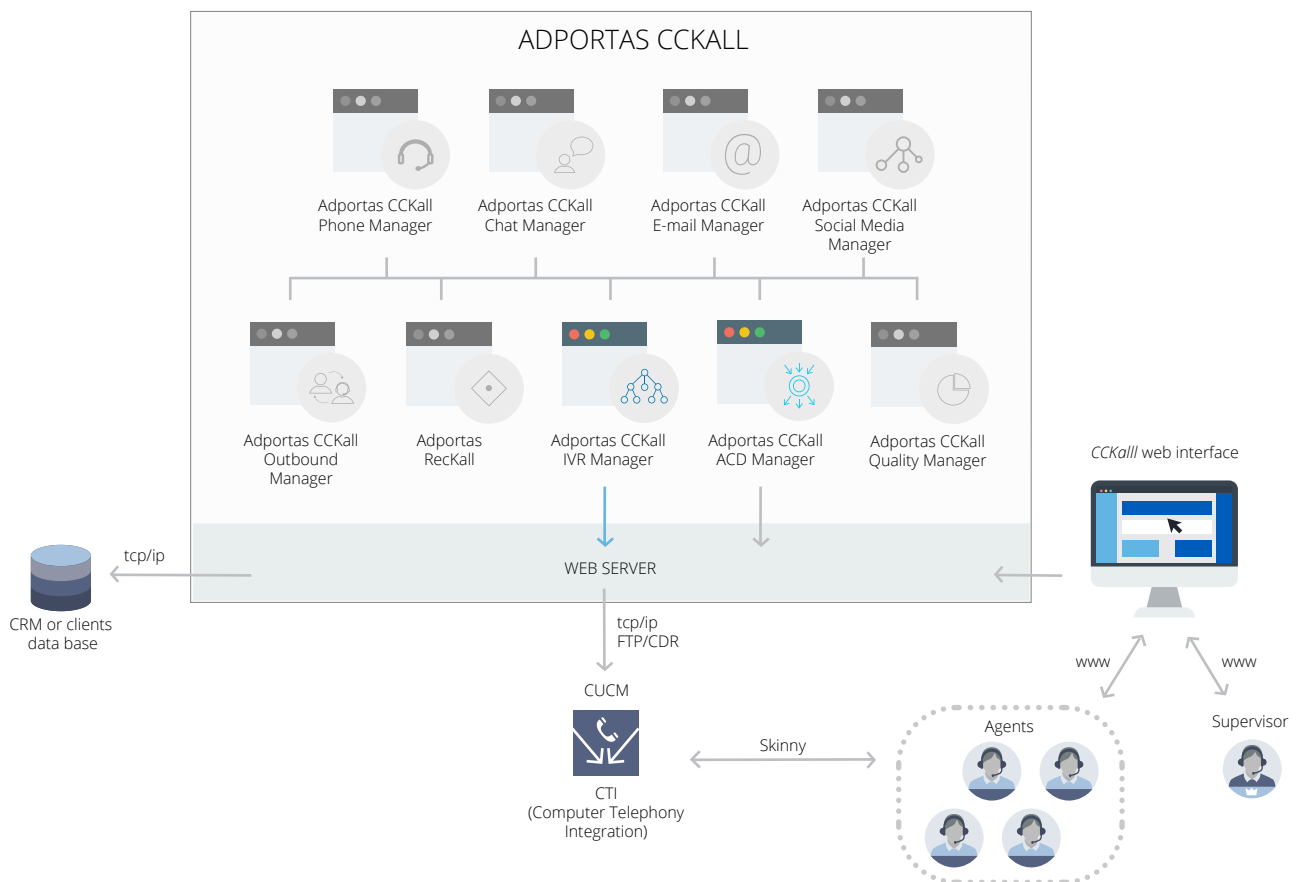 ADPORTAS CCKALL
Adportas CCKall
Phone Manager
Adportas CCKall
Chat Manager
Adportas CCKall
E-mail Manager
Adportas CCKall
Social Media
Manager
@
Adportas CCKall
Outbound
Manager
Adportas
RecKall
Adportas CCKall
IVR Manager
Adportas CCKall
ACD Manager
Adportas CCKall
Quality Manager
CCKalll web interface
tcp/ip
WEB SERVER
CRM or clients
data base
tcp/ip
FTP/CDR
www
www
CUCM
Skinny
Agents
Supervisor
CTI
(Computer Telephony
Integration)